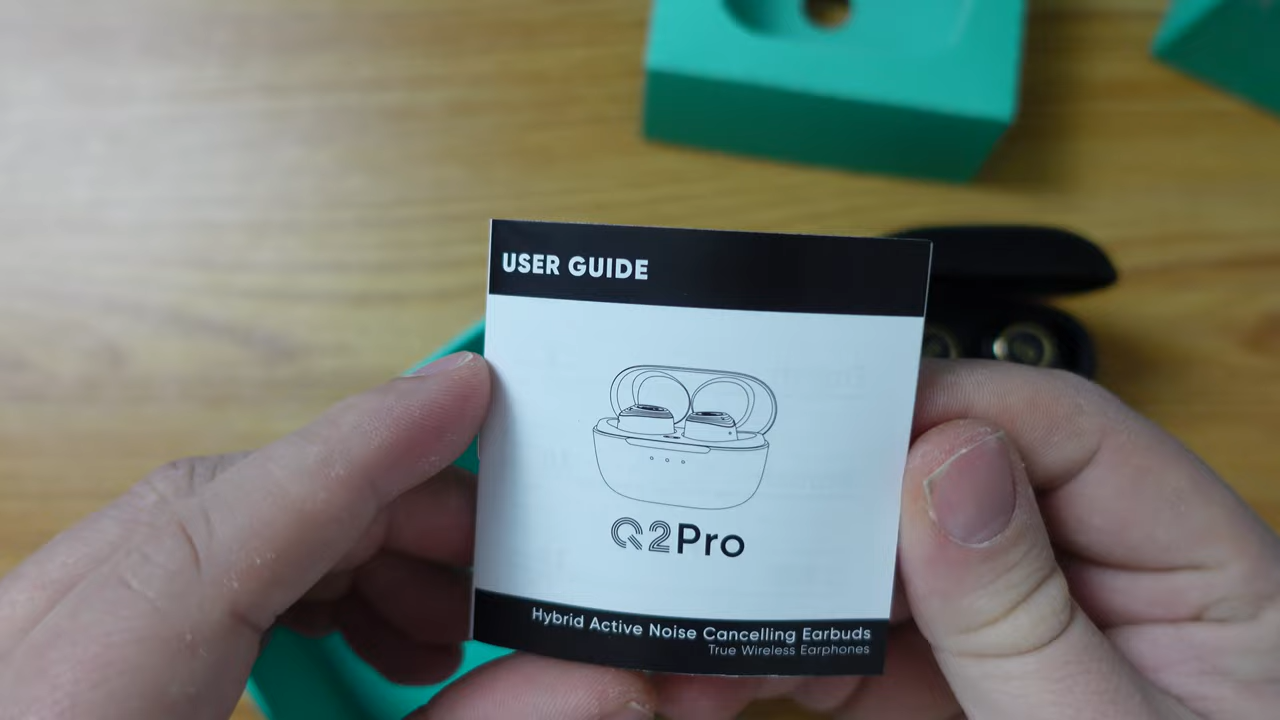 USER GUIDE
Q2Pro
Hybrid Active Noise Cancelling Earbuds
True Wireless Earphones